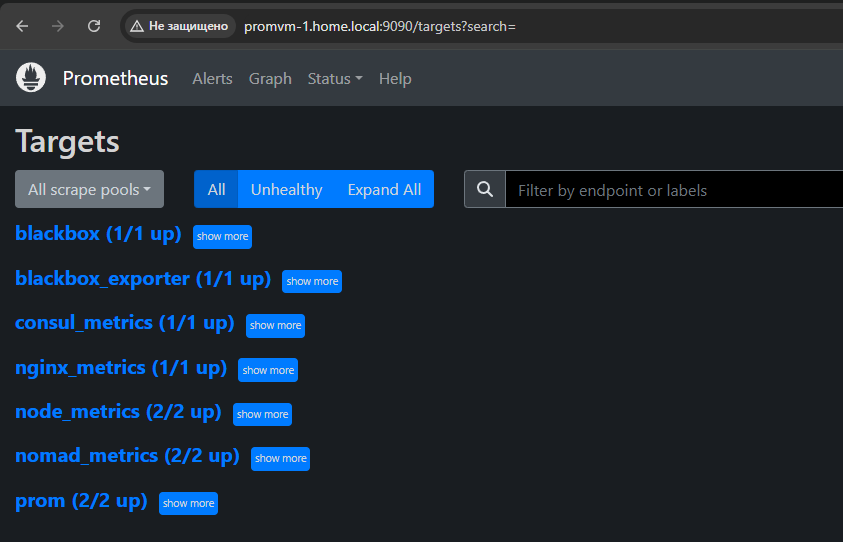 Не защищено promvm-1.home.local:9090/targets?search=
Prometheus Alerts Graph Status Help
Targets
All scrape pools All Unhealthy Expand All Filter by endpoint or labels
blackbox (1/1 up) show more
blackbox_exporter (1/1 up) show more
consul_metrics (1/1 up) show more
nginx_metrics (1/1 up) show more
node_metrics (2/2 up) show more
nomad_metrics (2/2 up) show more
prom (2/2 up) show more